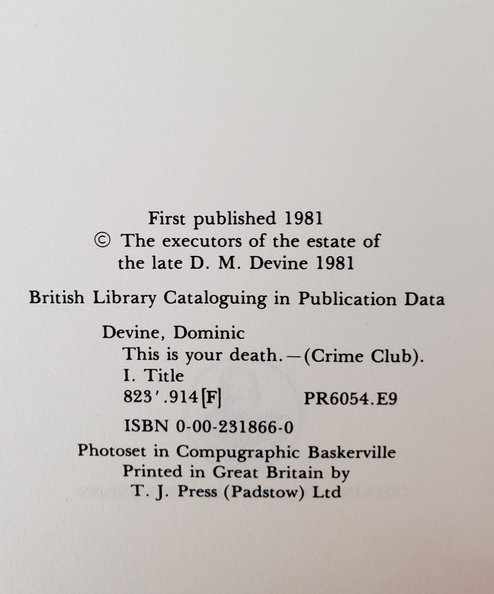 First published 1981
© The executors of the estate of
the late D. M. Devine 1981
British Library Cataloguing in Publication Data
Devine, Dominic
This is your death.—(Crime Club).
I. Title
823′.914[F] PR6054.E9
ISBN 0-00-231866-0
Photoset in Compugraphic Baskerville
Printed in Great Britain by
T. J. Press (Padstow) Ltd